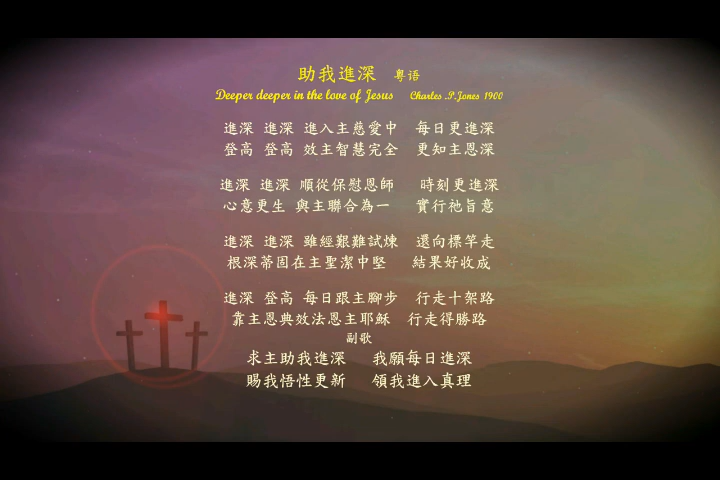 助我進深 粤语
Deeper deeper in the love of Jesus Charles .P.Jones 1900
進深 進深 進入主慈愛中 每日更進深
登高 登高 效主智慧完全 更知主恩深
進深 進深 順從保慰恩師 時刻更進深
心意更生 與主聯合為一 實行祂旨意
進深 進深 雖經艱難試煉 還向標竿走
根深蒂固在主聖潔中堅 結果好收成
進深 登高 每日跟主腳步 行走十架路
靠主恩典效法恩主耶穌 行走得勝路
副歌
求主助我進深 我願每日進深
賜我悟性更新 領我進入真理